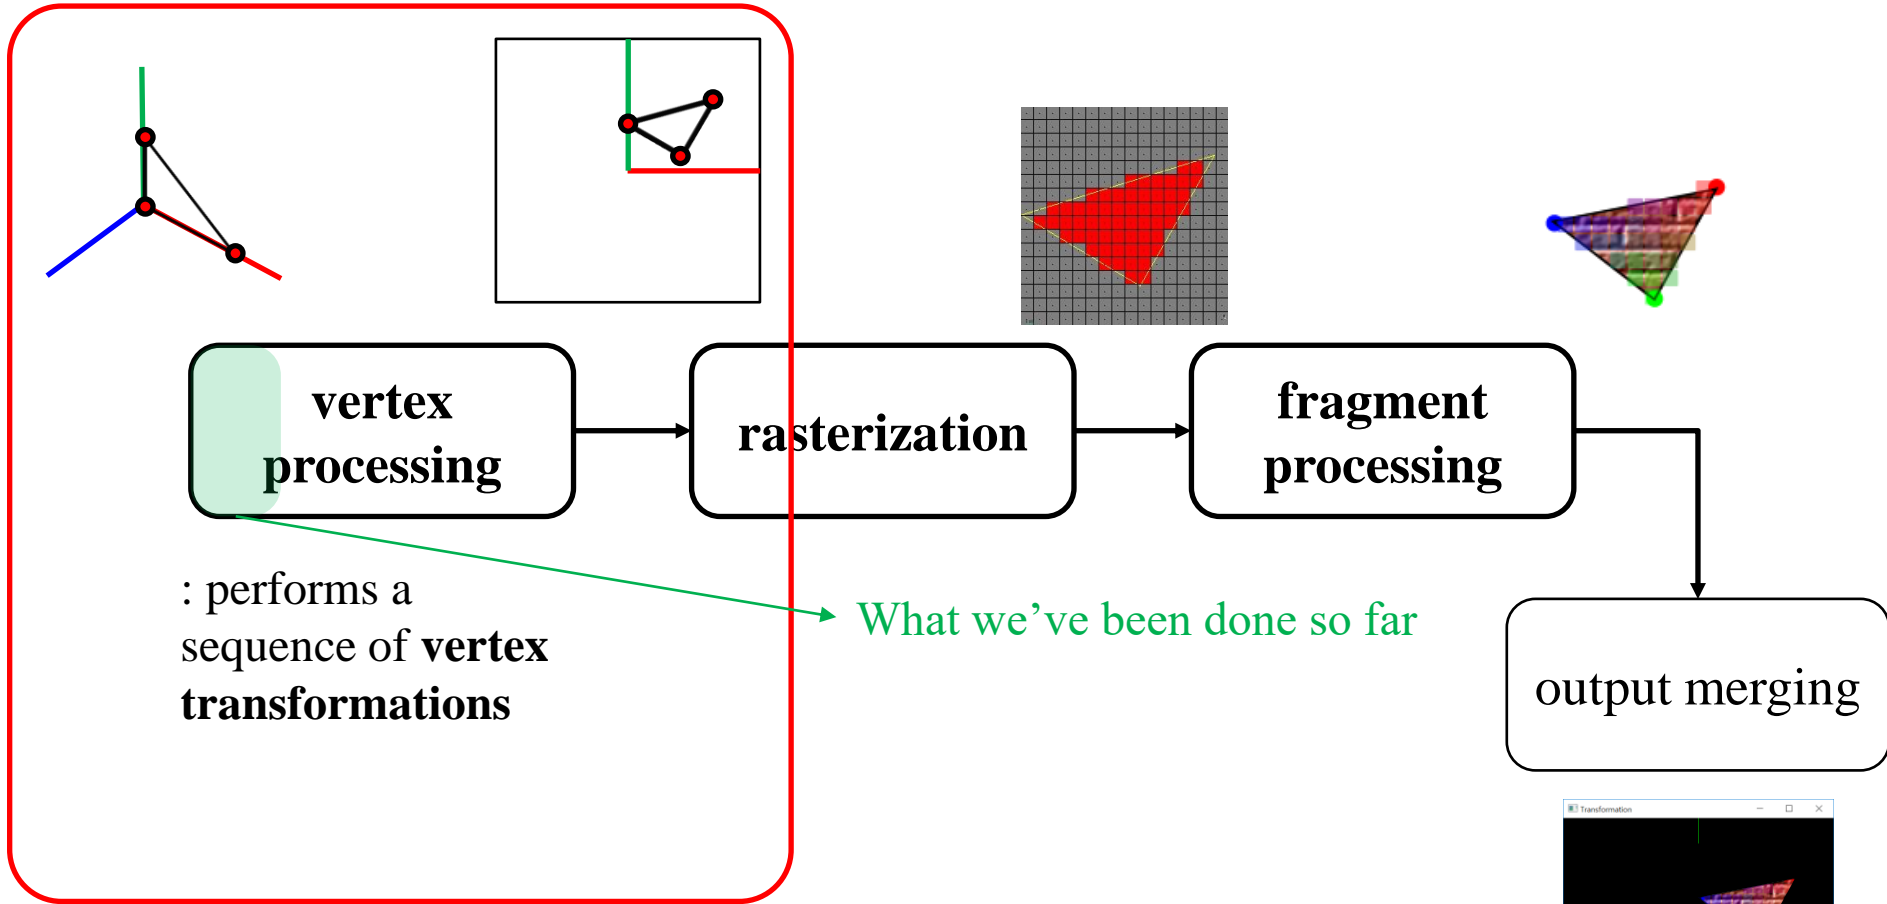 vertex
processing
rasterization
fragment
processing
: performs a
sequence of vertex
transformations
What we’ve been done so far
output merging
Transformation